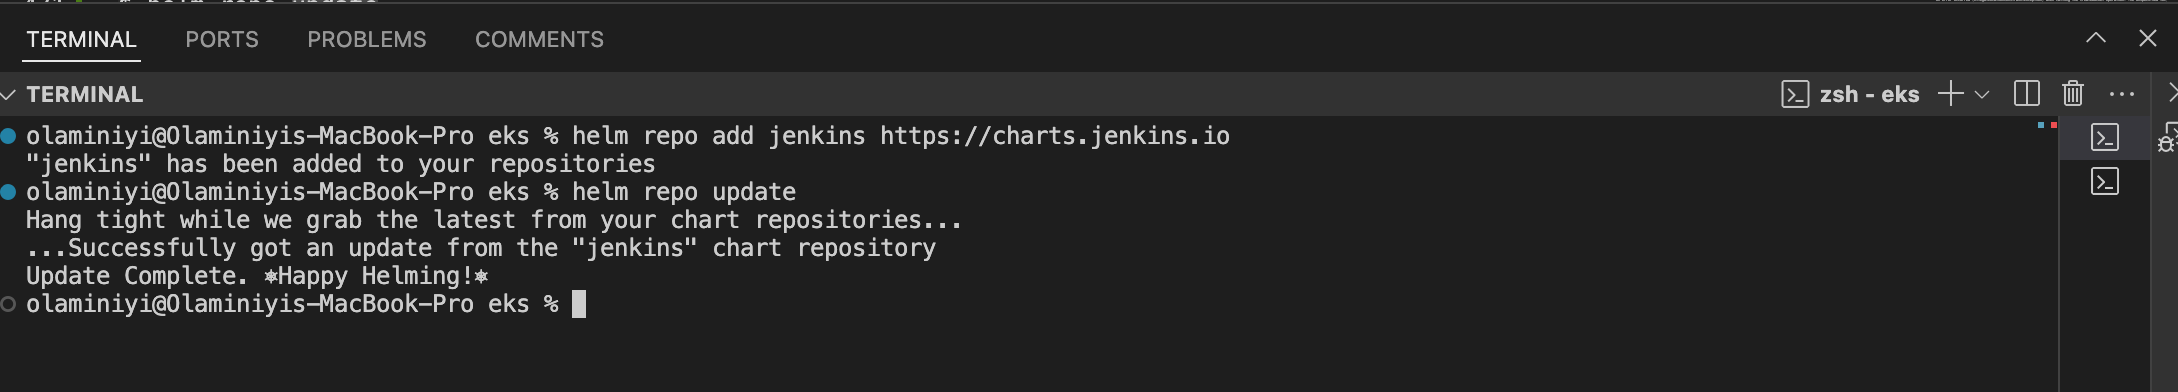 TERMINAL PORTS PROBLEMS COMMENTS
TERMINAL zsh - eks
olaminiyi@Olaminiyis-MacBook-Pro eks % helm repo add jenkins https://charts.jenkins.io
"jenkins" has been added to your repositories
olaminiyi@Olaminiyis-MacBook-Pro eks % helm repo update
Hang tight while we grab the latest from your chart repositories...
...Successfully got an update from the "jenkins" chart repository
Update Complete. ⎈Happy Helming!⎈
olaminiyi@Olaminiyis-MacBook-Pro eks %